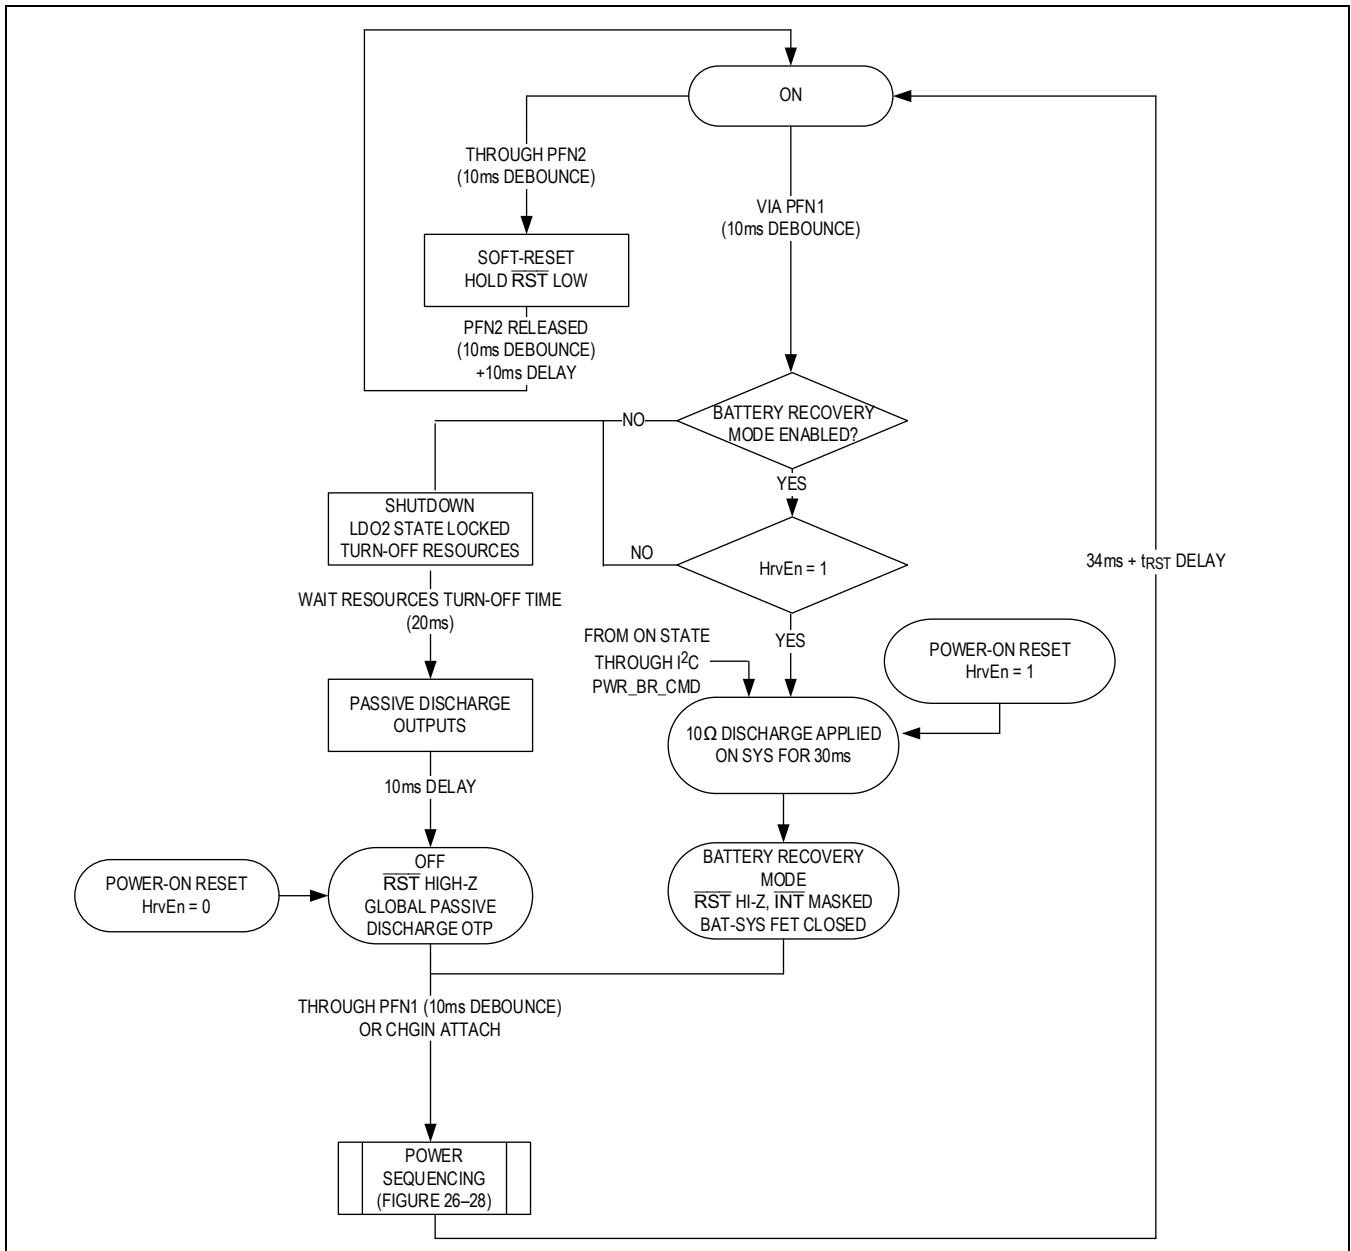 ON
THROUGH PFN2
(10ms DEBOUNCE)
VIA PFN1
(10ms DEBOUNCE)
SOFT-RESET
HOLD RST LOW
PFN2 RELEASED
(10ms DEBOUNCE)
+10ms DELAY
BATTERY RECOVERY
MODE ENABLED?
NO
YES
SHUTDOWN
LDO2 STATE LOCKED
TURN-OFF RESOURCES
NO
HrvEn = 1
34ms + tRST DELAY
WAIT RESOURCES TURN-OFF TIME
(20ms)
YES
FROM ON STATE
THROUGH I²C
PWR_BR_CMD
POWER-ON RESET
HrvEn = 1
PASSIVE DISCHARGE
OUTPUTS
10Ω DISCHARGE APPLIED
ON SYS FOR 30ms
10ms DELAY
POWER-ON RESET
HrvEn = 0
OFF
RST HIGH-Z
GLOBAL PASSIVE
DISCHARGE OTP
BATTERY RECOVERY
MODE
RST HI-Z, INT MASKED
BAT-SYS FET CLOSED
THROUGH PFN1 (10ms DEBOUNCE)
OR CHGIN ATTACH
POWER
SEQUENCING
(FIGURE 26–28)